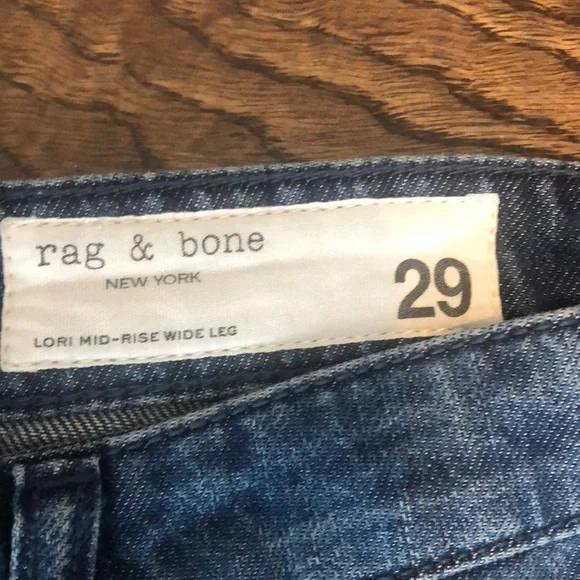 rag & bone
NEW YORK
29
LORI MID-RISE WIDE LEG